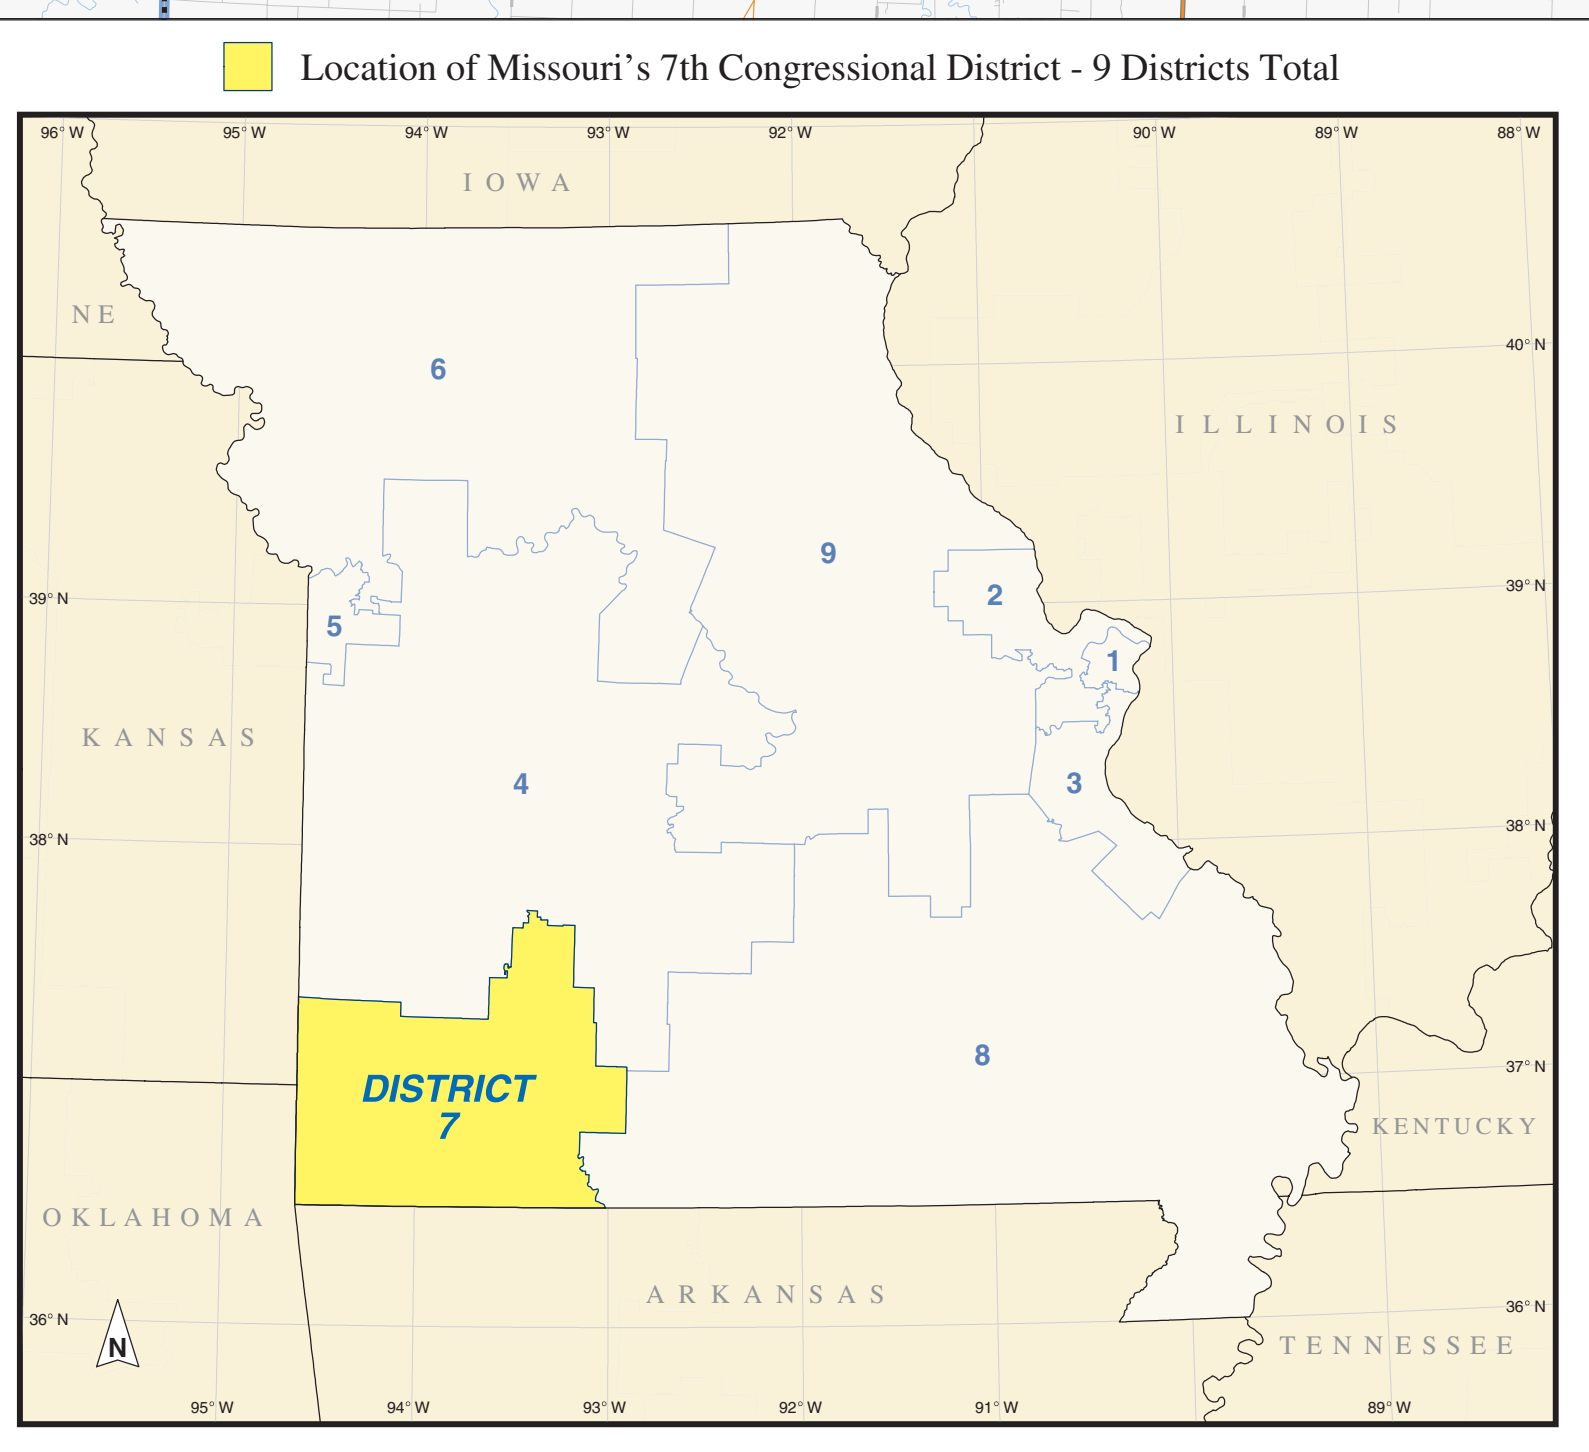 Location of Missouri’s 7th Congressional District - 9 Districts Total
96° W 95° W 94° W 93° W 92° W 90° W 89° W 88° W
IOWA
NE
40° N
6
ILLINOIS
9
39° N
2
39° N
5
1
KANSAS
4
3
38° N
38° N
8
37° N
DISTRICT
7
KENTUCKY
OKLAHOMA
ARKANSAS
36° N
36° N
N
TENNESSEE
95° W 94° W 93° W 92° W 91° W 89° W